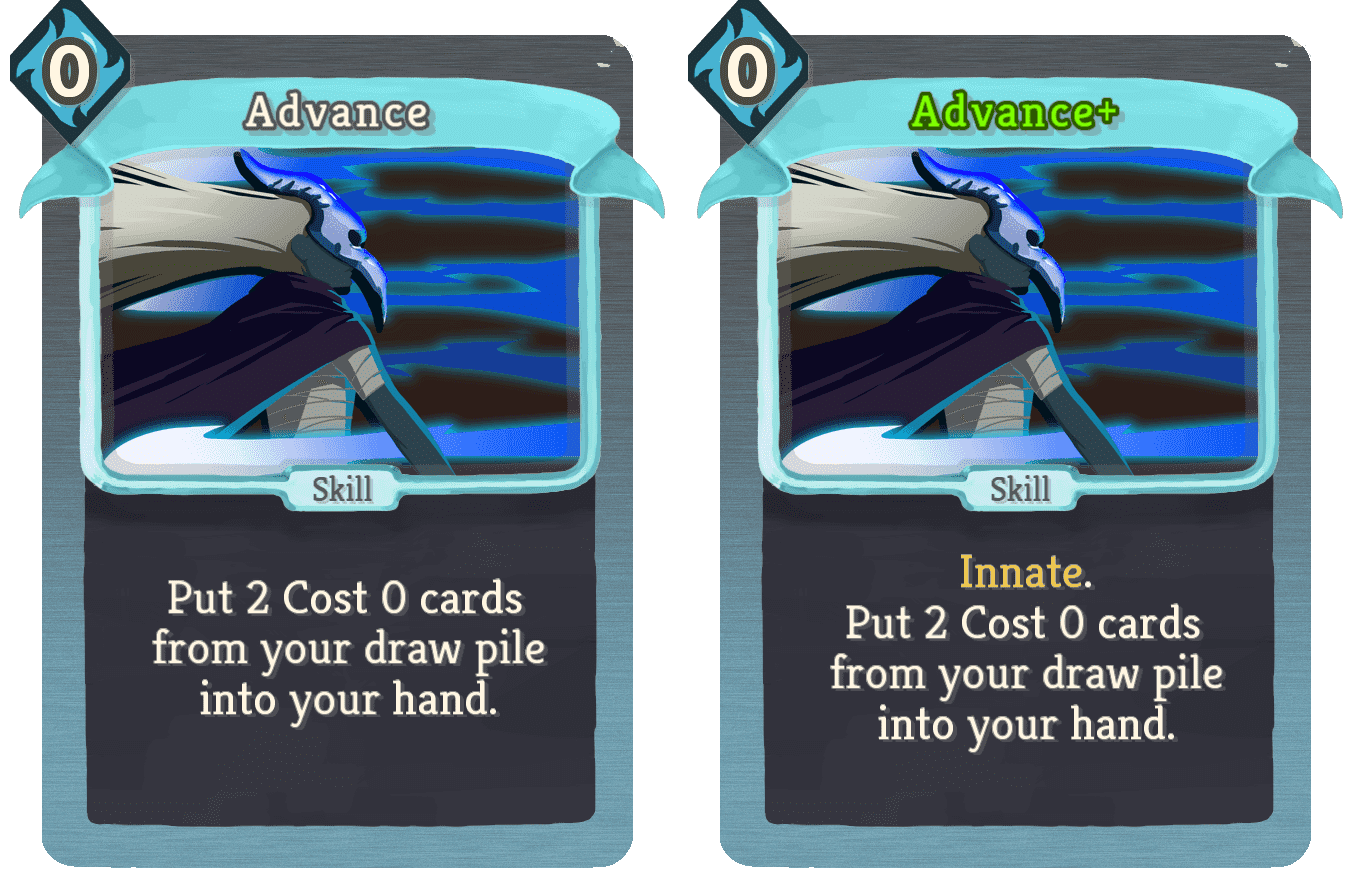 0
Advance
Skill
Put 2 Cost 0 cards
from your draw pile
into your hand.
0
Advance+
Skill
Innate.
Put 2 Cost 0 cards
from your draw pile
into your hand.